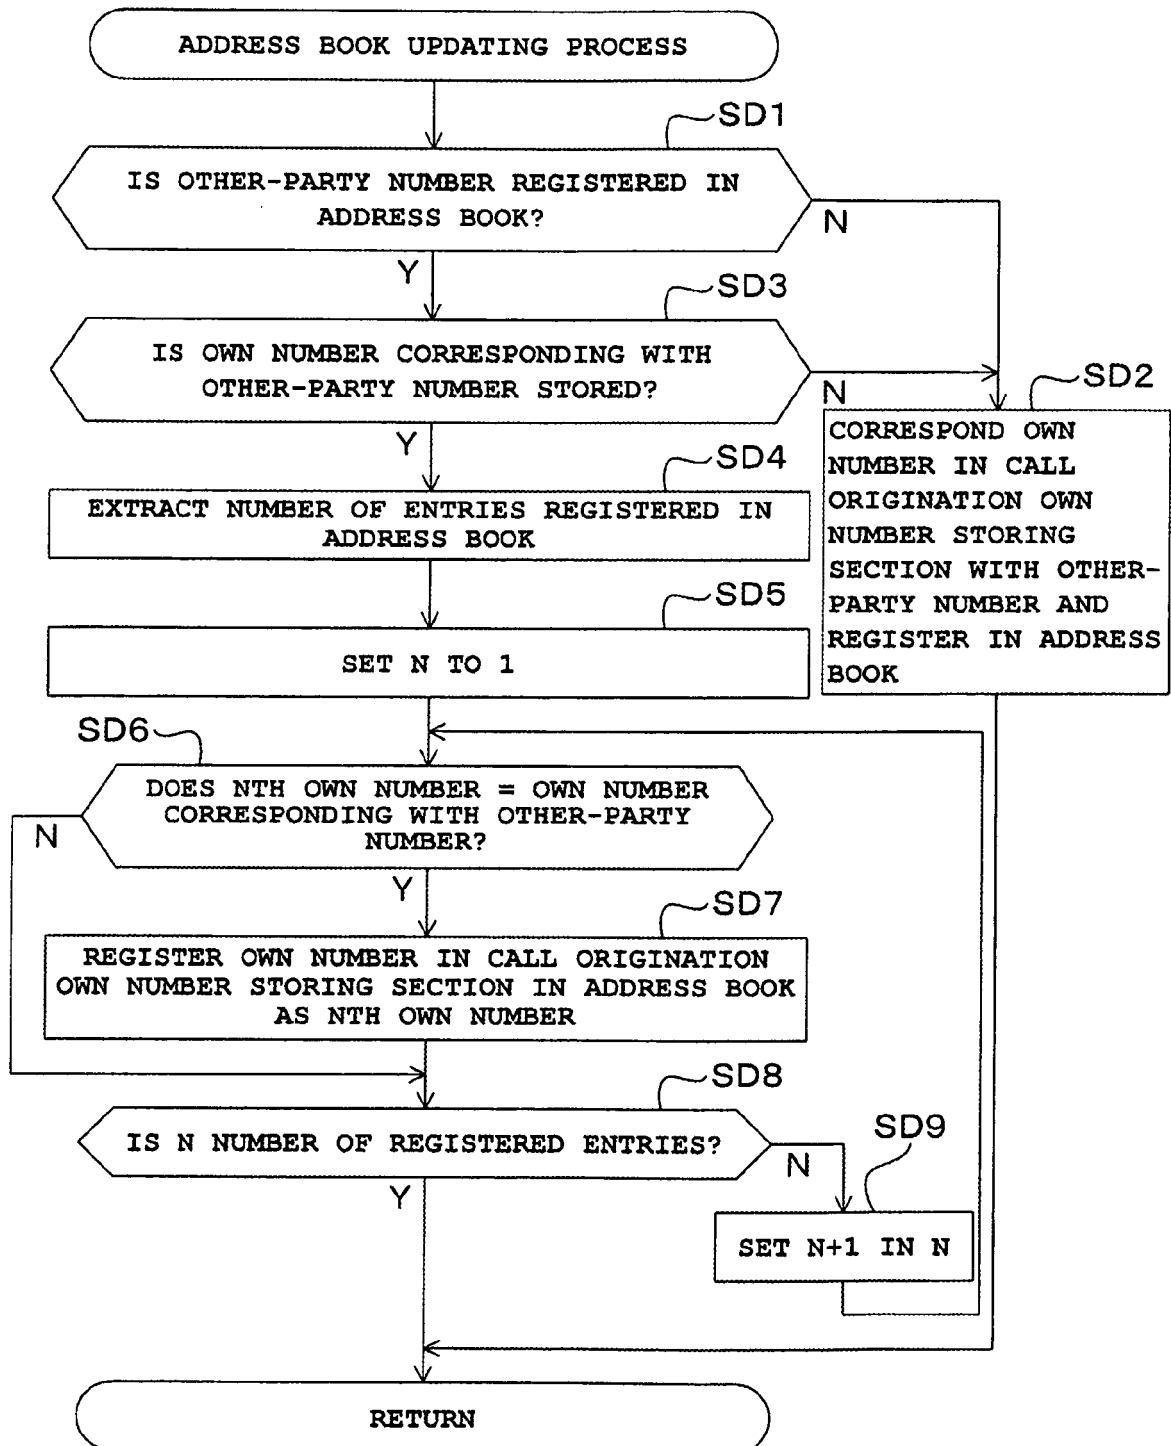 ADDRESS BOOK UPDATING PROCESS
SD1
IS OTHER-PARTY NUMBER REGISTERED IN
ADDRESS BOOK?
N
Y
SD3
IS OWN NUMBER CORRESPONDING WITH
OTHER-PARTY NUMBER STORED?
N
Y
SD2
CORRESPOND OWN
NUMBER IN CALL
ORIGINATION OWN
NUMBER STORING
SECTION WITH OTHER-
PARTY NUMBER AND
REGISTER IN ADDRESS
BOOK
SD4
EXTRACT NUMBER OF ENTRIES REGISTERED IN
ADDRESS BOOK
SD5
SET N TO 1
SD6
DOES NTH OWN NUMBER = OWN NUMBER
CORRESPONDING WITH OTHER-PARTY
NUMBER?
N
Y
SD7
REGISTER OWN NUMBER IN CALL ORIGINATION
OWN NUMBER STORING SECTION IN ADDRESS BOOK
AS NTH OWN NUMBER
SD8
IS N NUMBER OF REGISTERED ENTRIES?
N
Y
SD9
SET N+1 IN N
RETURN